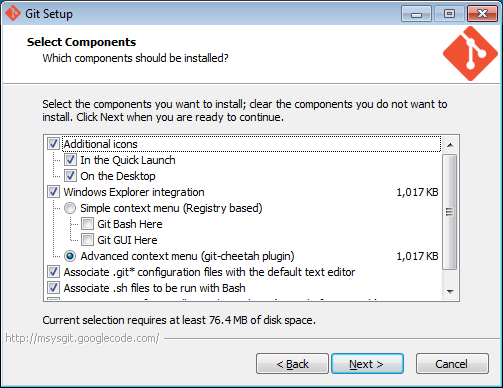 Git Setup
Select Components
Which components should be installed?
Select the components you want to install; clear the components you do not want to
install. Click Next when you are ready to continue.
Additional icons
In the Quick Launch
On the Desktop
Windows Explorer integration 1,017 KB
Simple context menu (Registry based)
Git Bash Here
Git GUI Here
Advanced context menu (git-cheetah plugin) 1,017 KB
Associate .git* configuration files with the default text editor
Associate .sh files to be run with Bash
Current selection requires at least 76.4 MB of disk space.
http://msysgit.googlecode.com/
< Back
Next >
Cancel